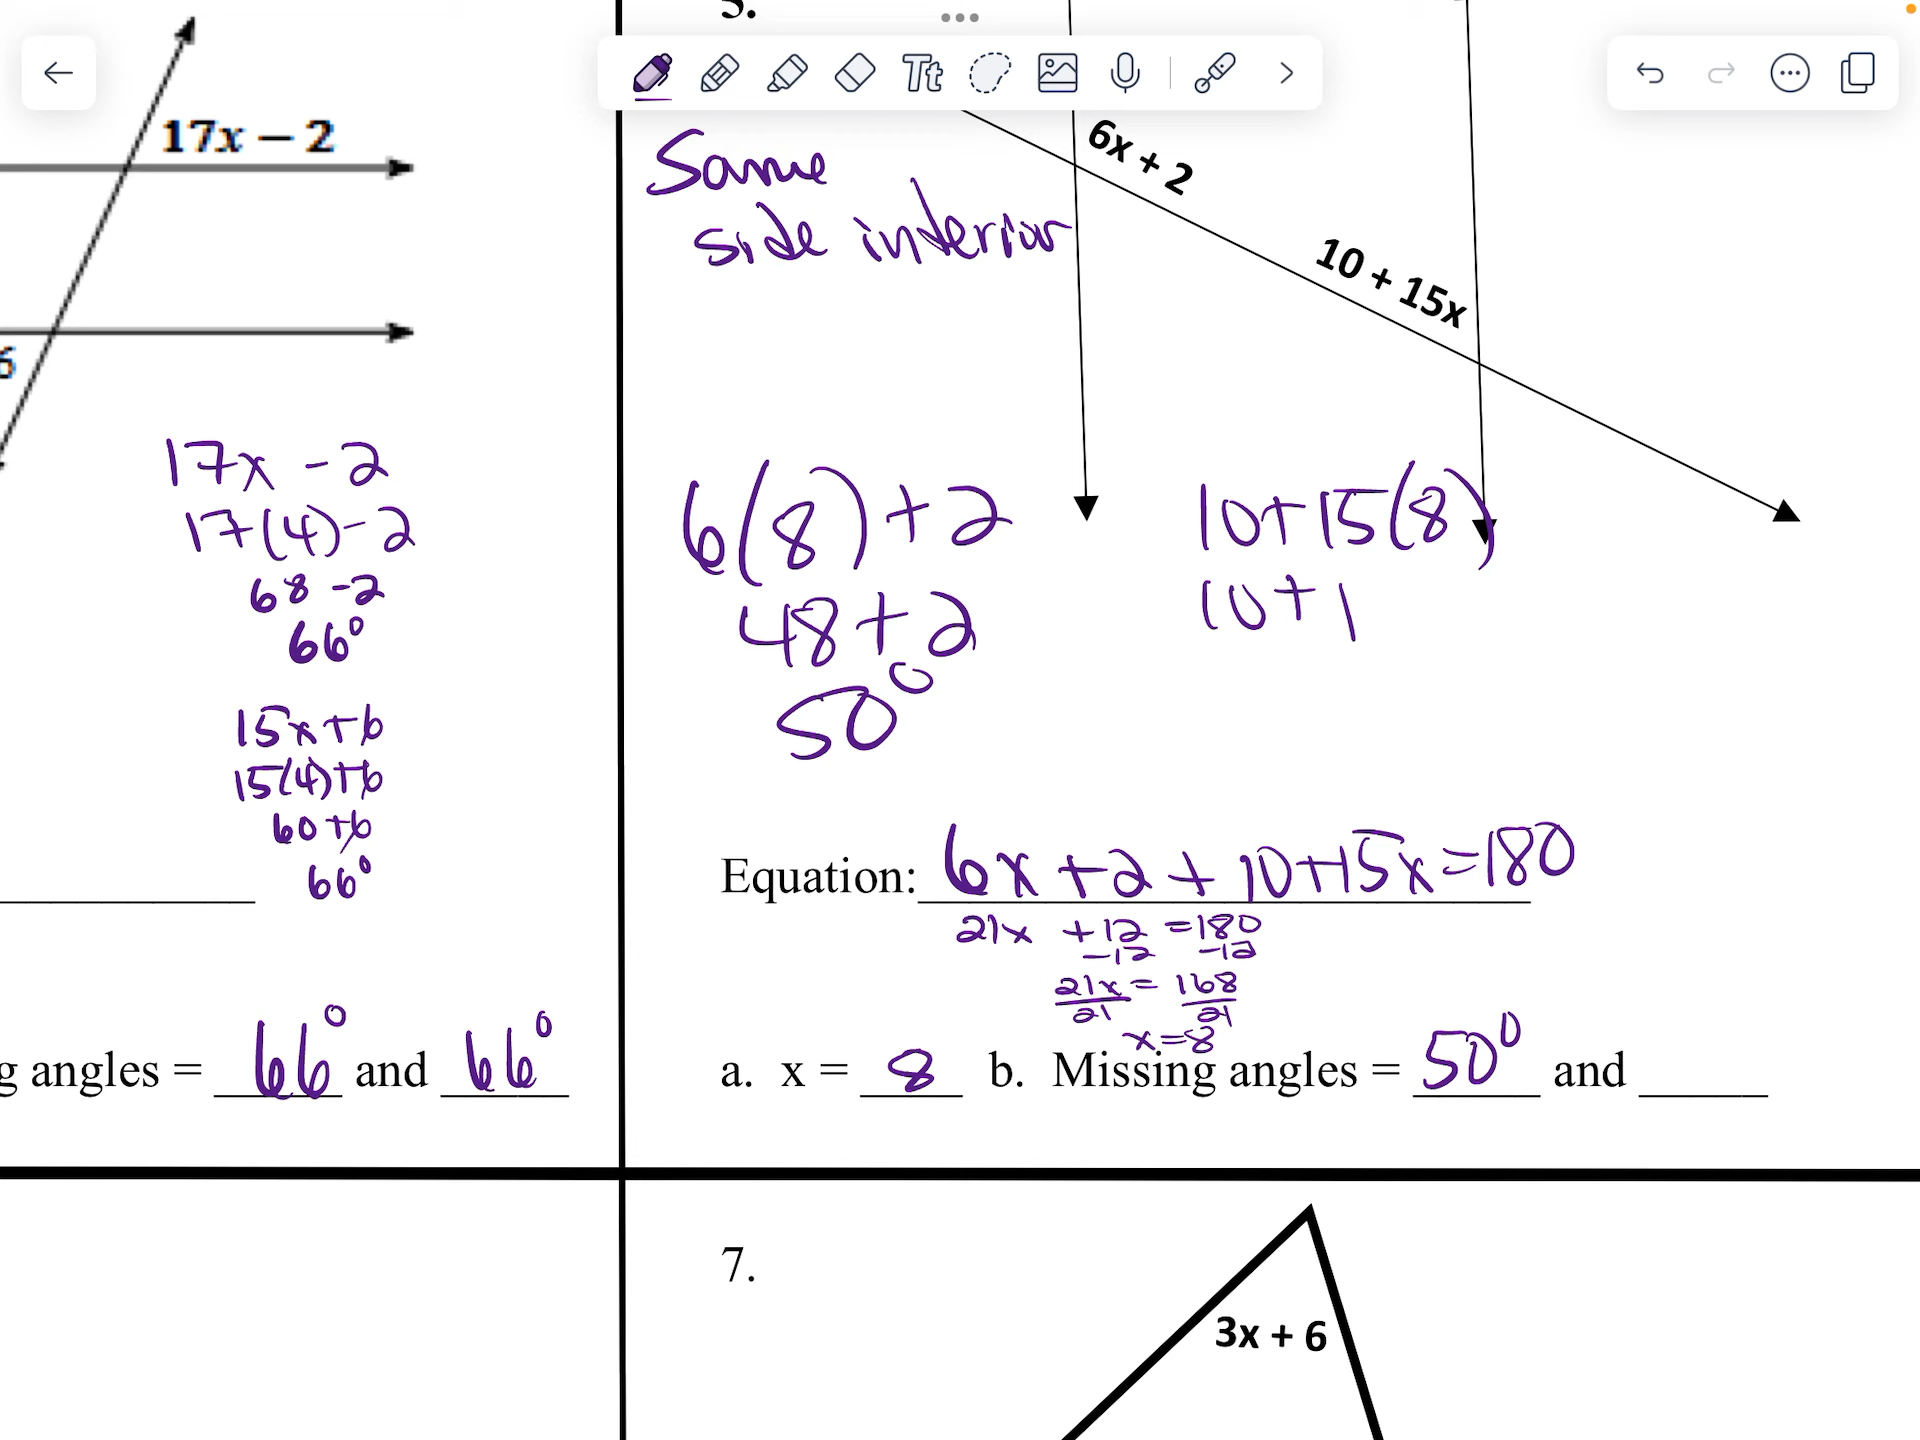 5.
Tt
17x – 2
6
17x - 2
17(4) - 2
68 - 2
66°
15x + 6
15(4) + 6
60 + 6
66°
g angles = 66° and 66°
Same
side interior
6x + 2
10 + 15x
6(8) + 2
48 + 2
50°
10 + 15(8)
10 + 1
Equation: 6x + 2 + 10 + 15x = 180
21x + 12 = 180
-12 -12
21x = 168
21 21
x = 8
a. x = 8 b. Missing angles = 50° and
7.
3x + 6